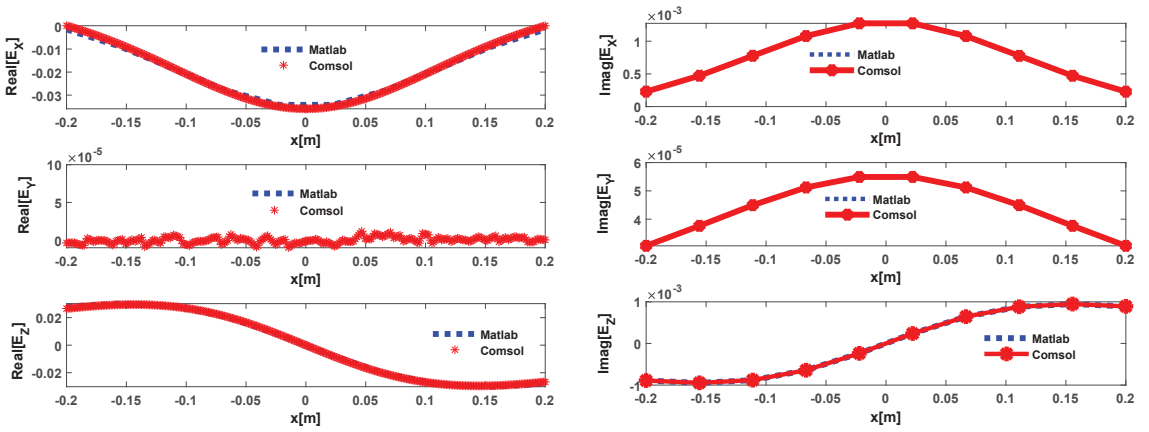 Real[E_X]
0
-0.01
-0.02
-0.03
Matlab
Comsol
-0.2 -0.15 -0.1 -0.05 0 0.05 0.1 0.15 0.2
x[m]
×10^-5
Real[E_Y]
10
5
0
Matlab
Comsol
-0.2 -0.15 -0.1 -0.05 0 0.05 0.1 0.15 0.2
x[m]
Real[E_Z]
0.02
0
-0.02
Matlab
Comsol
-0.2 -0.15 -0.1 -0.05 0 0.05 0.1 0.15 0.2
x[m]
×10^-3
Imag[E_X]
1
0.5
0
Matlab
Comsol
-0.2 -0.15 -0.1 -0.05 0 0.05 0.1 0.15 0.2
x[m]
×10^-5
Imag[E_Y]
6
5
4
Matlab
Comsol
-0.2 -0.15 -0.1 -0.05 0 0.05 0.1 0.15 0.2
x[m]
×10^-3
Imag[E_Z]
1
0
-1
Matlab
Comsol
-0.2 -0.15 -0.1 -0.05 0 0.05 0.1 0.15 0.2
x[m]